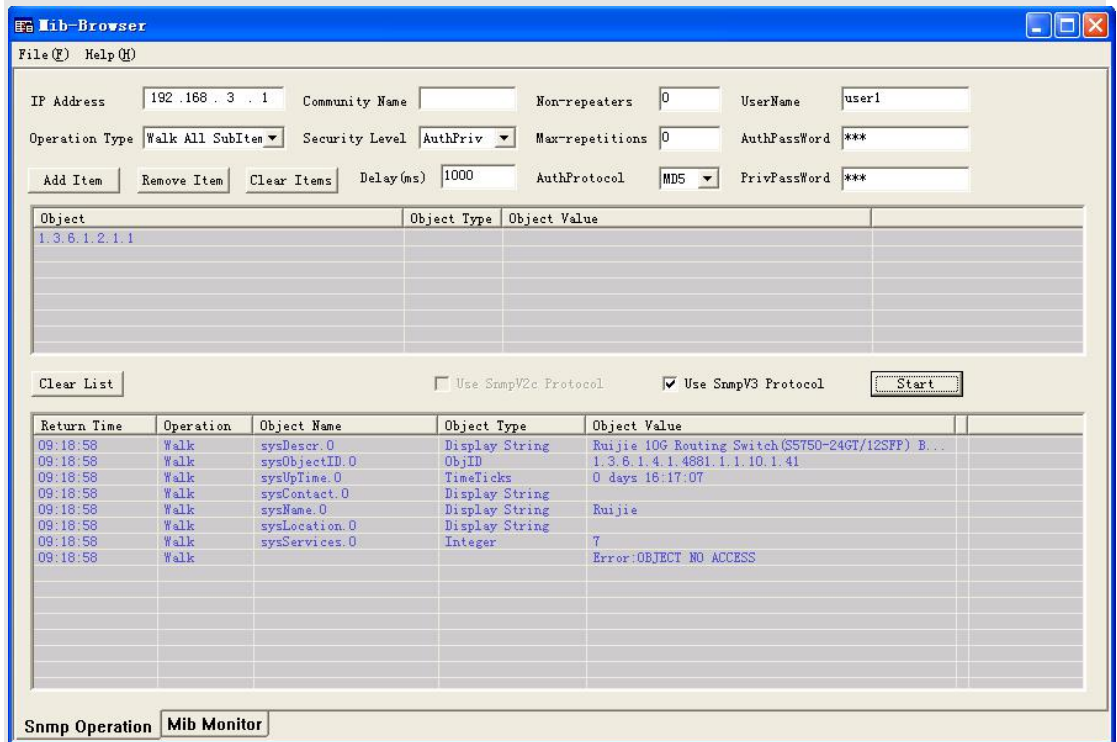 Mib-Browser
File(F) Help(H)
IP Address 192 .168 . 3 . 1 Community Name Non-repeaters 0 UserName user1
Operation Type Walk All SubItem Security Level AuthPriv Max-repetitions 0 AuthPassWord ***
Add Item Remove Item Clear Items Delay(ms) 1000 AuthProtocol MD5 PrivPassWord ***
Object Object Type Object Value
1.3.6.1.2.1.1
Clear List Use SnmpV2c Protocol Use SnmpV3 Protocol Start
Return Time Operation Object Name Object Type Object Value
09:18:58 Walk sysDescr.0 Display String Ruijie 10G Routing Switch(S5750-24GT/12SFP) B...
09:18:58 Walk sysObjectID.0 ObjID 1.3.6.1.4.1.4881.1.1.10.1.41
09:18:58 Walk sysUpTime.0 TimeTicks 0 days 16:17:07
09:18:58 Walk sysContact.0 Display String
09:18:58 Walk sysName.0 Display String Ruijie
09:18:58 Walk sysLocation.0 Display String
09:18:58 Walk sysServices.0 Integer 7
09:18:58 Walk Error:OBJECT NO ACCESS
Snmp Operation Mib Monitor